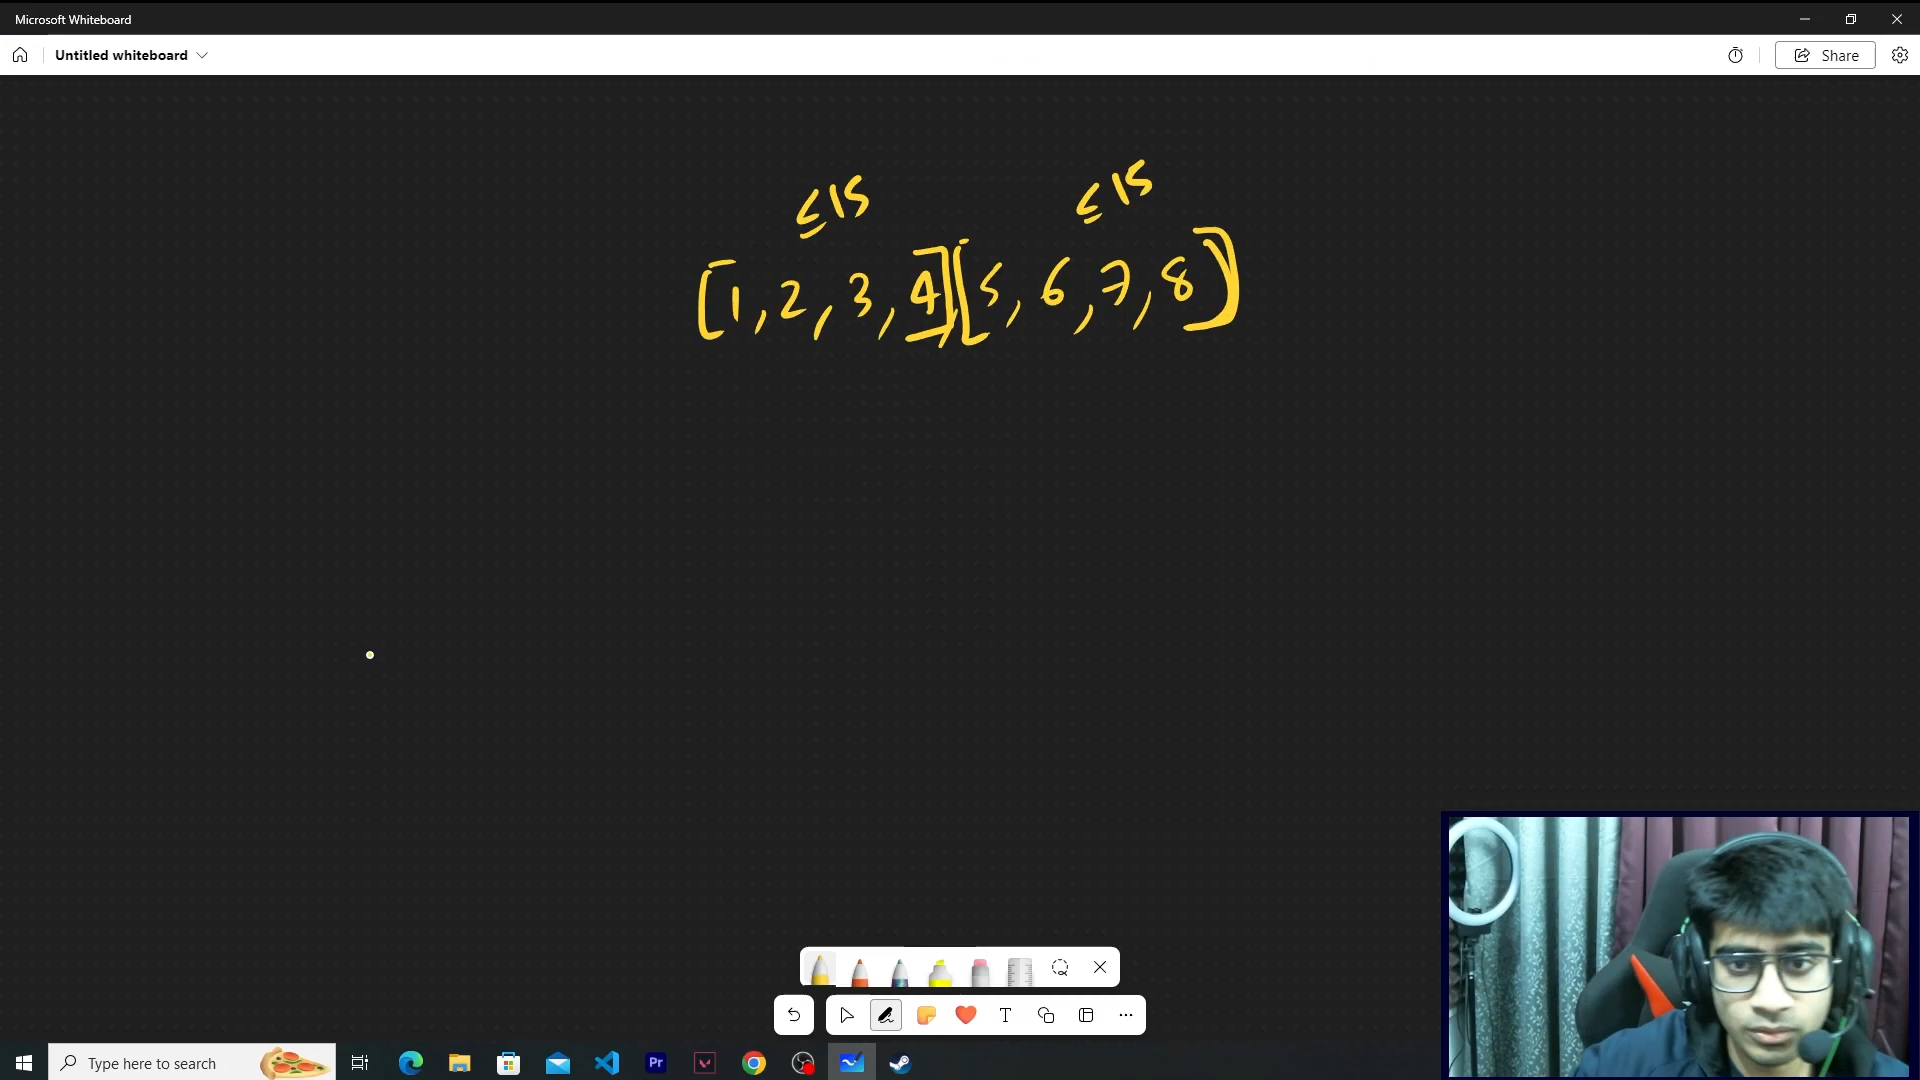 Microsoft Whiteboard
Untitled whiteboard
Share
≤15 ≤15
[1, 2, 3, 4],[5, 6, 7, 8]
T
Type here to search
Pr